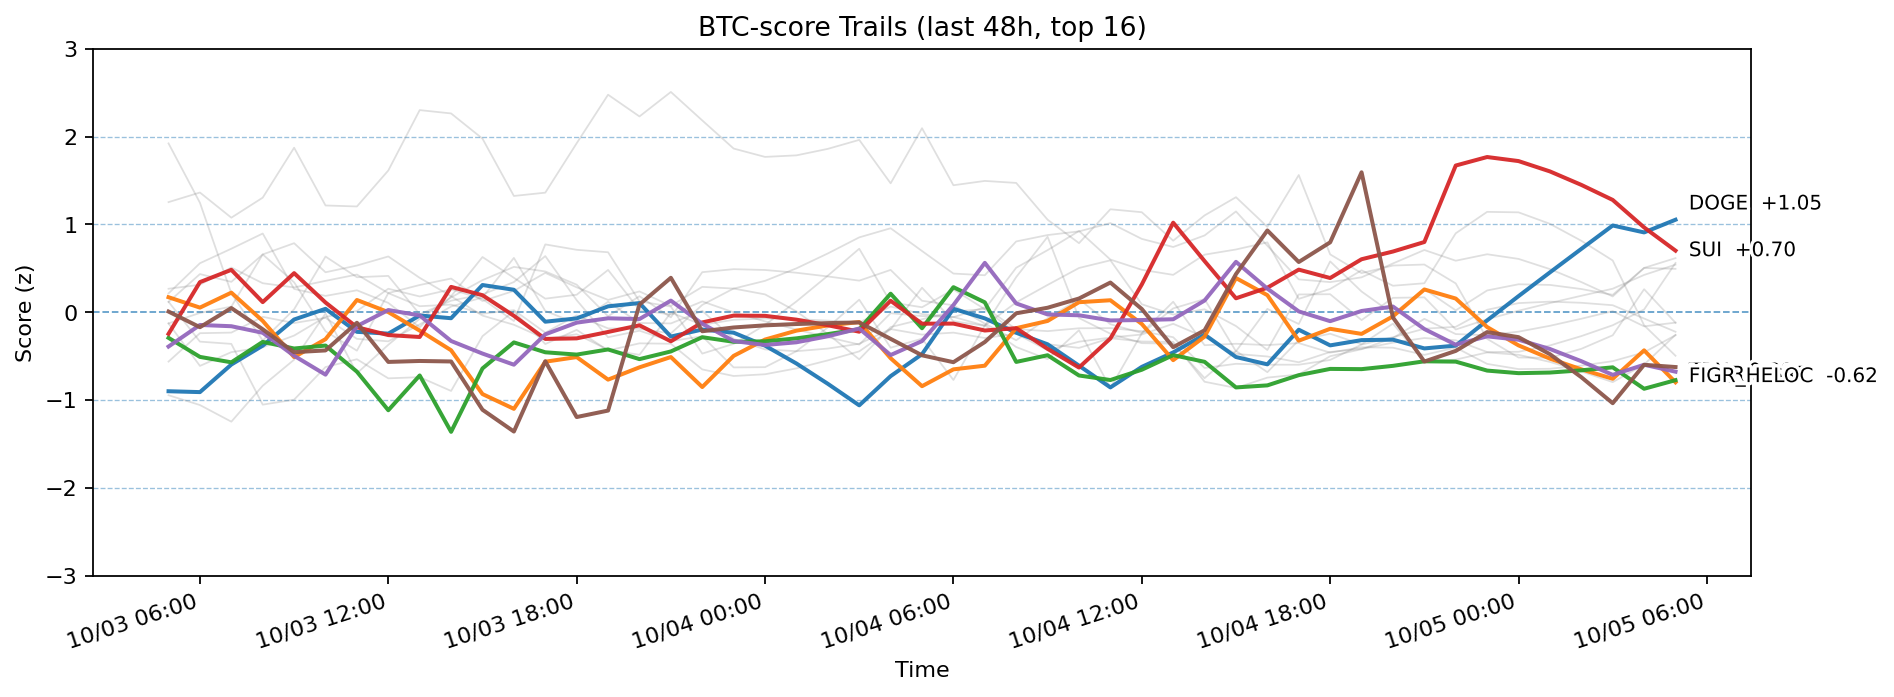 BTC-score Trails (last 48h, top 16)
3
2
1
0
−1
−2
−3
Score (z)
DOGE +1.05
SUI +0.70
FIGR_HELOC -0.62
10/03 06:00
10/03 12:00
10/03 18:00
10/04 00:00
10/04 06:00
10/04 12:00
10/04 18:00
10/05 00:00
10/05 06:00
Time